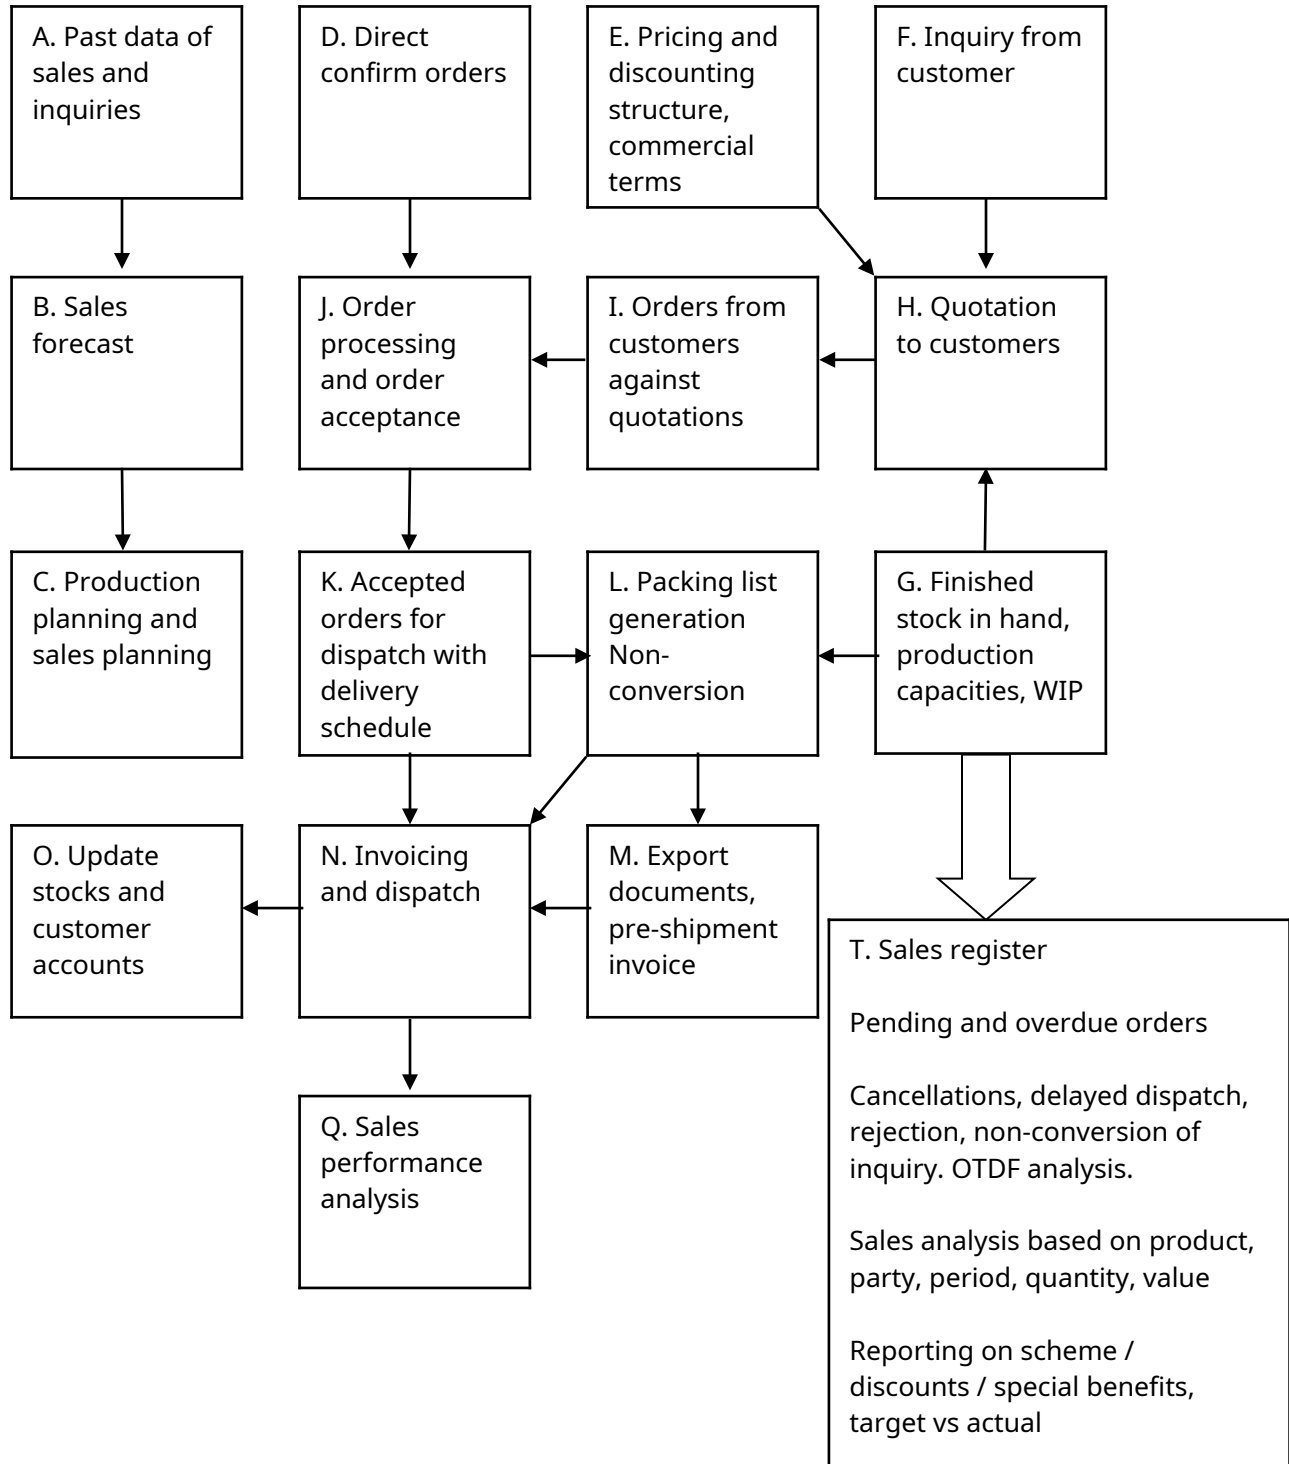 A. Past data of
sales and
inquiries
D. Direct
confirm orders
E. Pricing and
discounting
structure,
commercial
terms
F. Inquiry from
customer
B. Sales
forecast
J. Order
processing
and order
acceptance
I. Orders from
customers
against
quotations
H. Quotation
to customers
C. Production
planning and
sales planning
K. Accepted
orders for
dispatch with
delivery
schedule
L. Packing list
generation
Non-
conversion
G. Finished
stock in hand,
production
capacities, WIP
O. Update
stocks and
customer
accounts
N. Invoicing
and dispatch
M. Export
documents,
pre-shipment
invoice
T. Sales register
Pending and overdue orders
Cancellations, delayed dispatch,
rejection, non-conversion of
inquiry. OTDF analysis.
Sales analysis based on product,
party, period, quantity, value
Reporting on scheme /
discounts / special benefits,
target vs actual
Q. Sales
performance
analysis